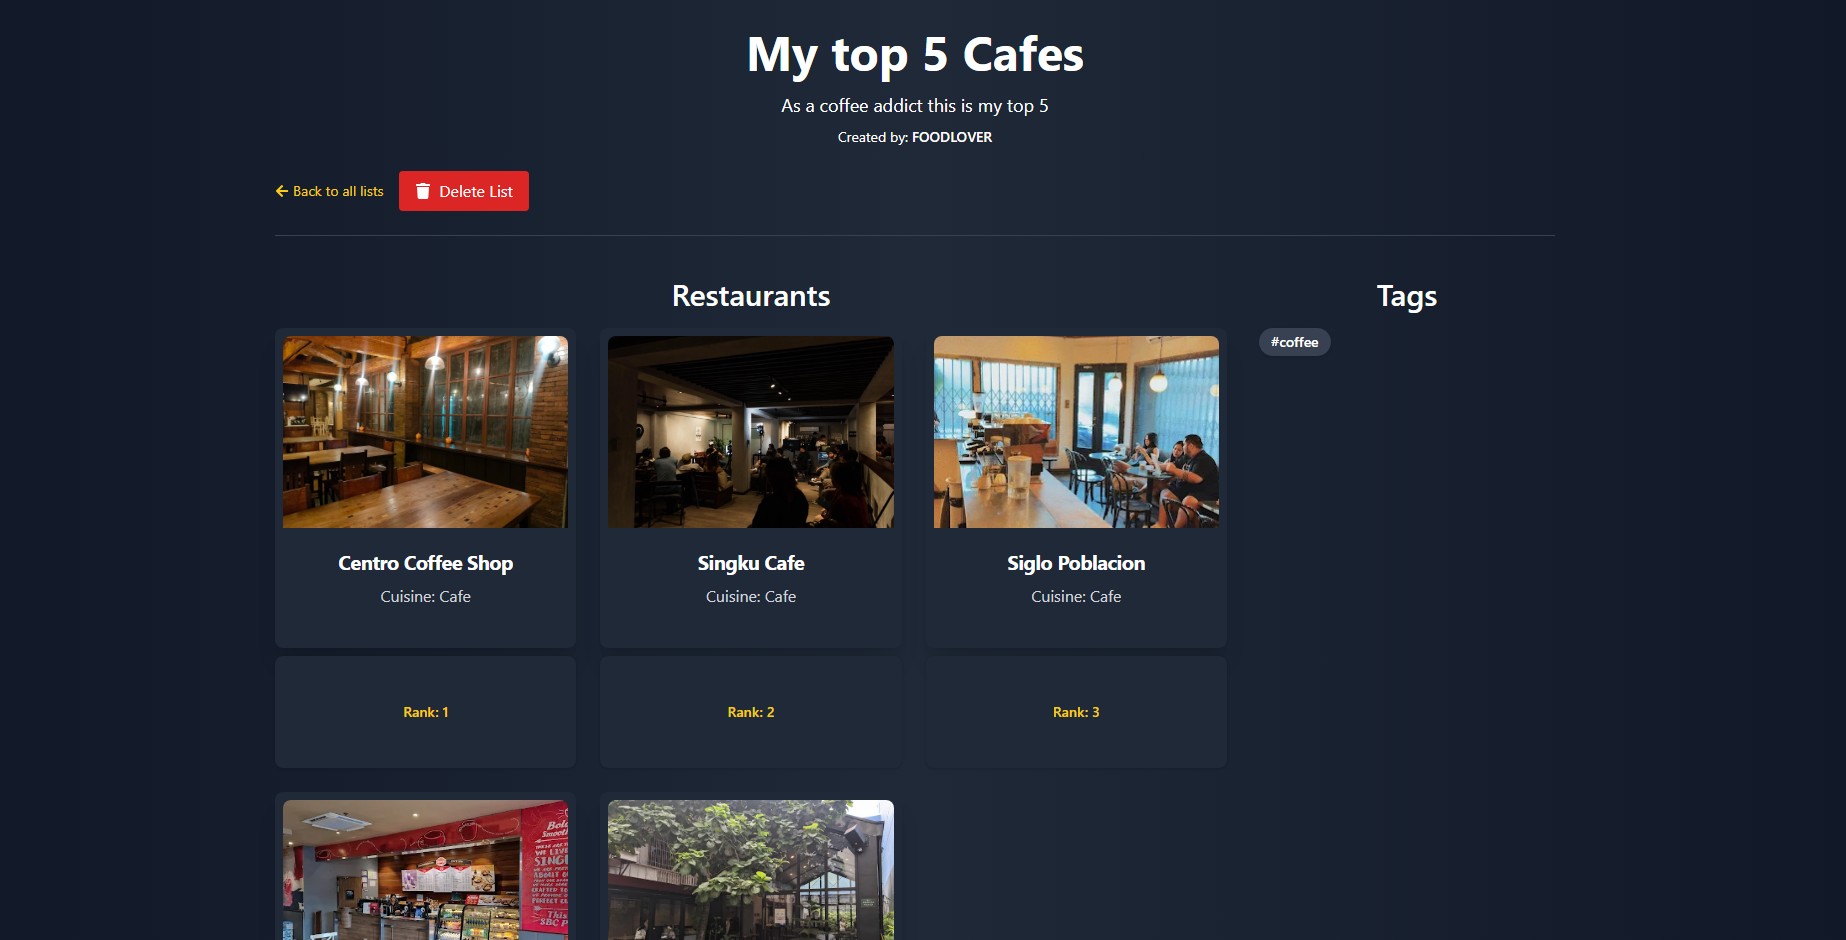 My top 5 Cafes
As a coffee addict this is my top 5
Created by: FOODLOVER
Back to all lists
Delete List
Restaurants
Tags
#coffee
Centro Coffee Shop
Cuisine: Cafe
Rank: 1
Singku Cafe
Cuisine: Cafe
Rank: 2
Siglo Poblacion
Cuisine: Cafe
Rank: 3